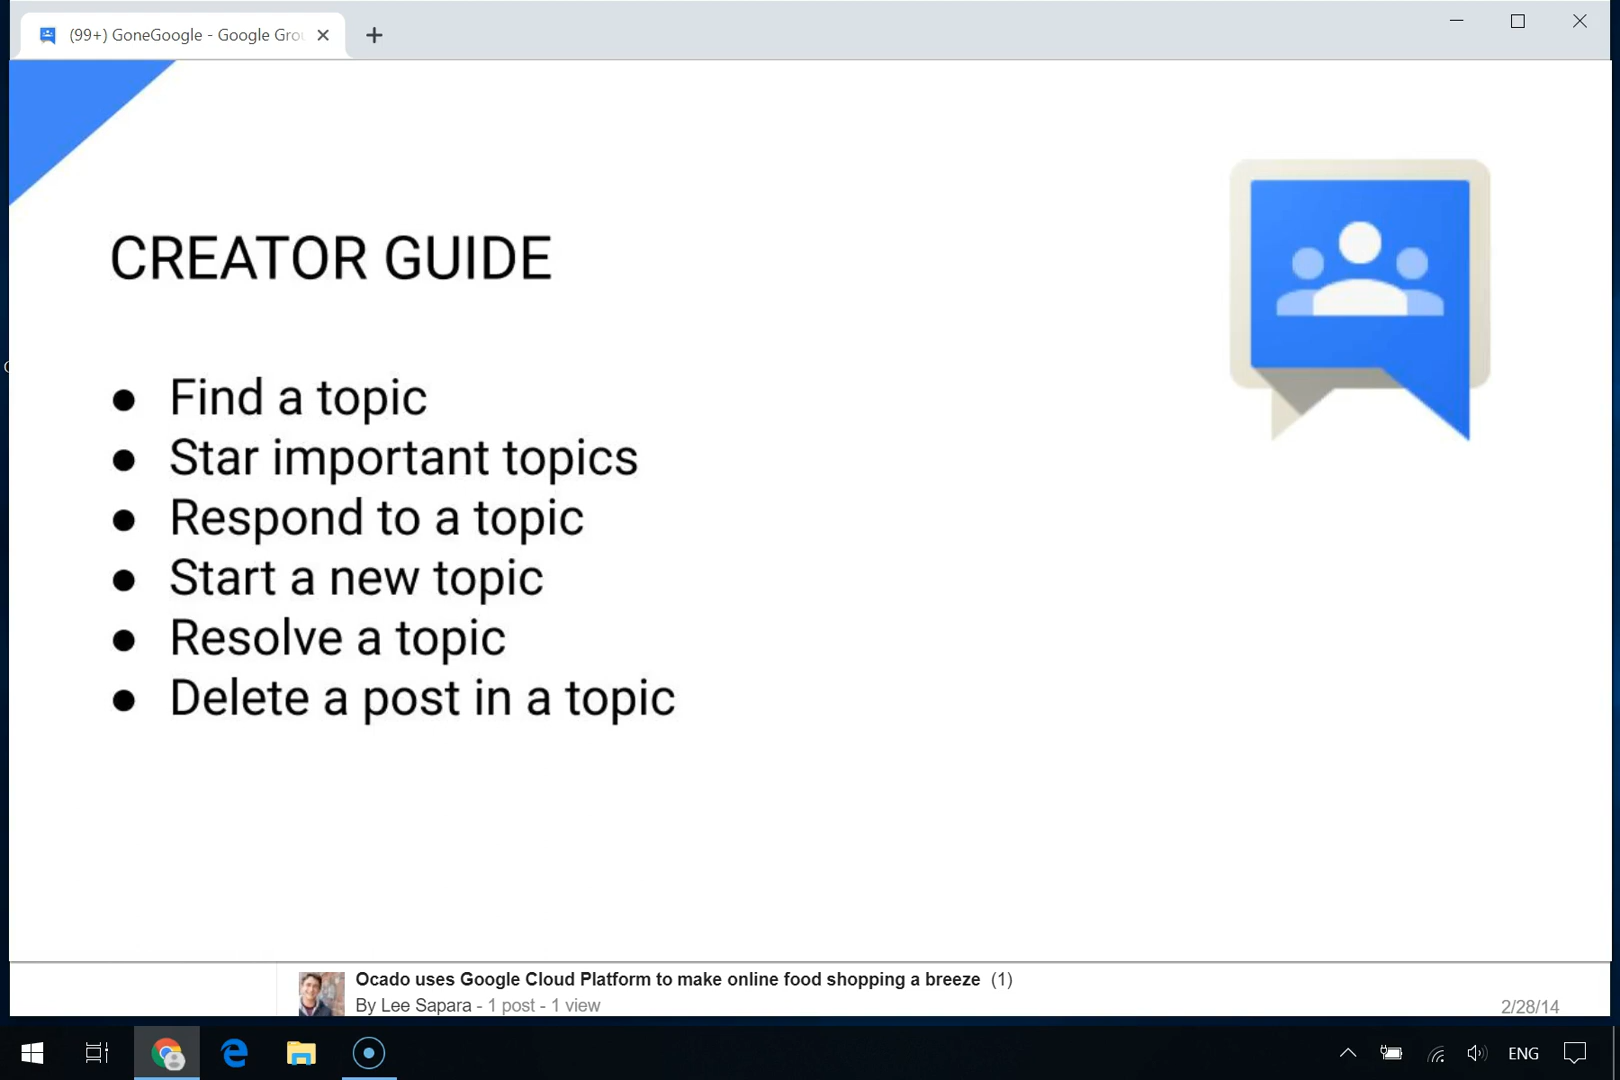 (99+) GoneGoogle - Google Gro
CREATOR GUIDE
● Find a topic
● Star important topics
● Respond to a topic
● Start a new topic
● Resolve a topic
● Delete a post in a topic
Ocado uses Google Cloud Platform to make online food shopping a breeze (1)
By Lee Sapara - 1 post - 1 view
2/28/14
ENG